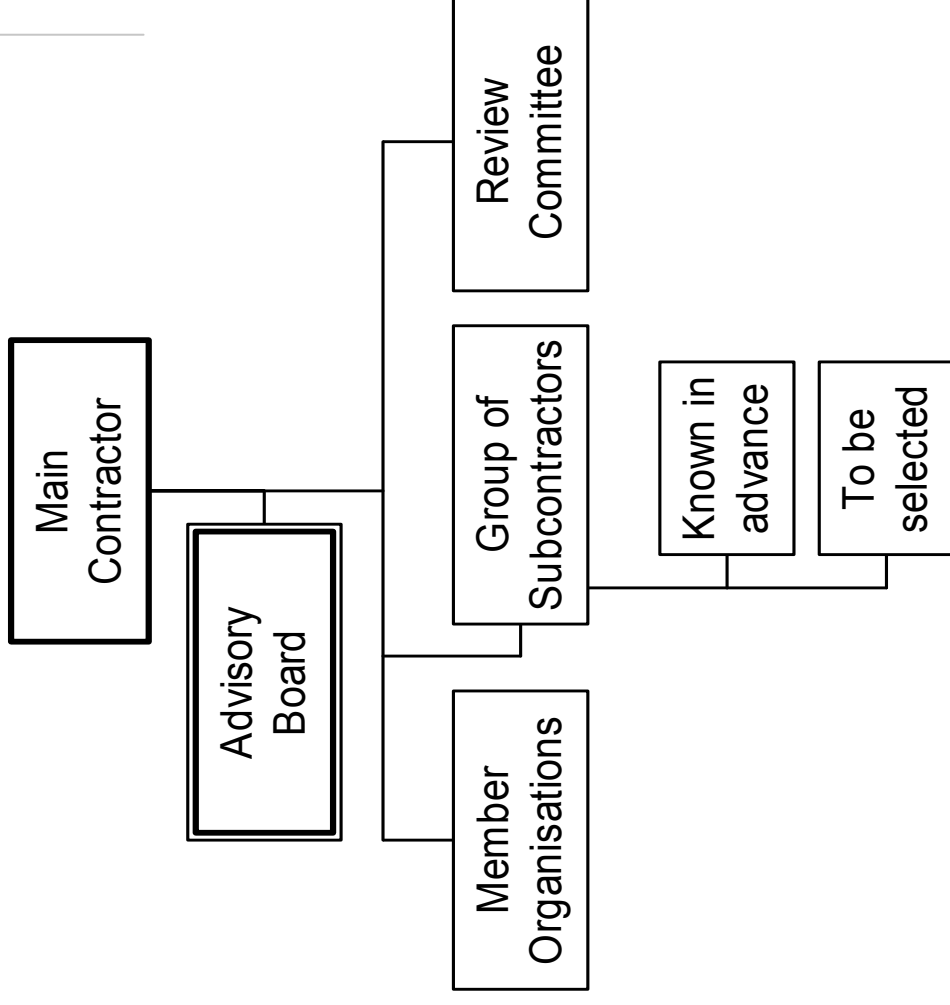 Main
Contractor
Advisory
Board
Member
Organisations
Group of
Subcontractors
Review
Committee
Known in
advance
To be
selected